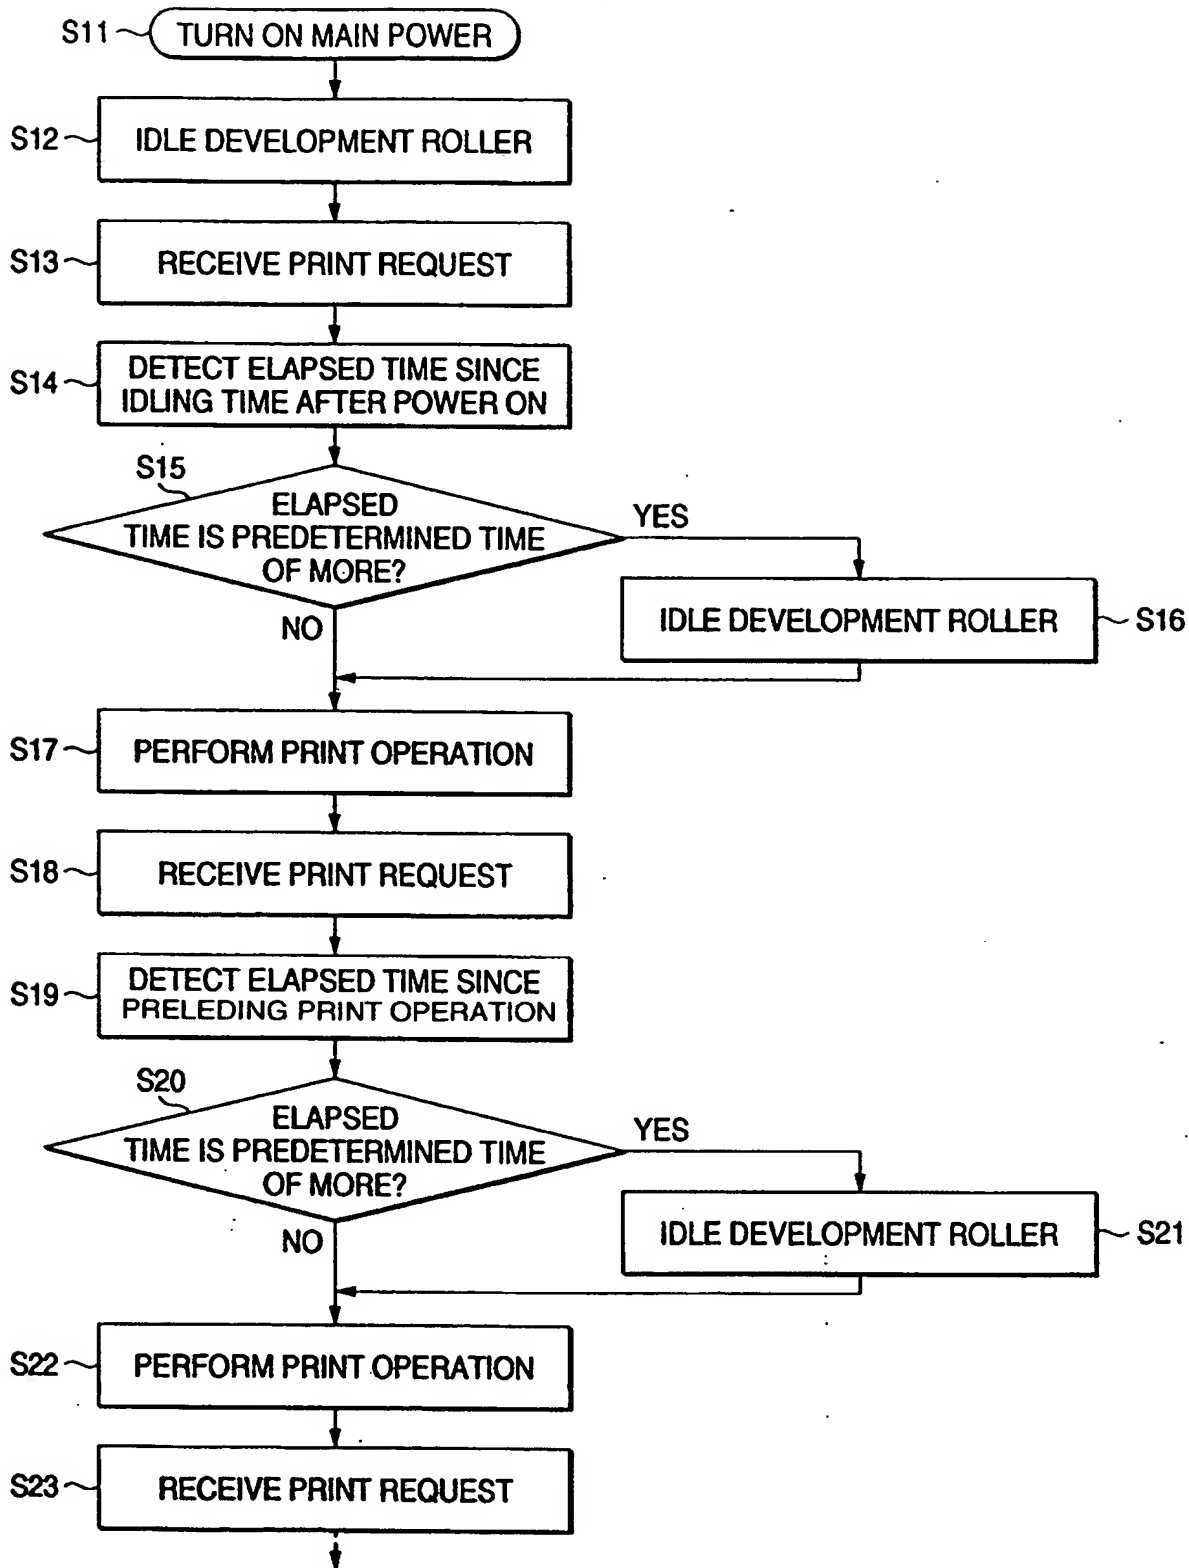 S11
TURN ON MAIN POWER
S12
IDLE DEVELOPMENT ROLLER
S13
RECEIVE PRINT REQUEST
S14
DETECT ELAPSED TIME SINCE
IDLING TIME AFTER POWER ON
S15
ELAPSED
TIME IS PREDETERMINED TIME
OF MORE?
YES
NO
IDLE DEVELOPMENT ROLLER
S16
S17
PERFORM PRINT OPERATION
S18
RECEIVE PRINT REQUEST
S19
DETECT ELAPSED TIME SINCE
PRELEDING PRINT OPERATION
S20
ELAPSED
TIME IS PREDETERMINED TIME
OF MORE?
YES
NO
IDLE DEVELOPMENT ROLLER
S21
S22
PERFORM PRINT OPERATION
S23
RECEIVE PRINT REQUEST